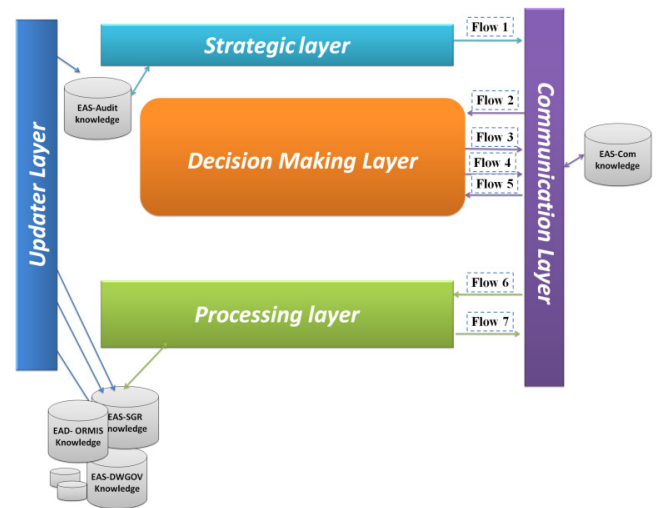 Strategic layer
Flow 1
EAS-Audit
knowledge
Flow 2
Decision Making Layer
Flow 3
Flow 4
Flow 5
Updater Layer
Communication Layer
EAS-Com
knowledge
Processing layer
Flow 6
Flow 7
EAS-SGR
nowledge
EAD- ORMIS
Knowledge
EAS-DWGOV
Knowledge